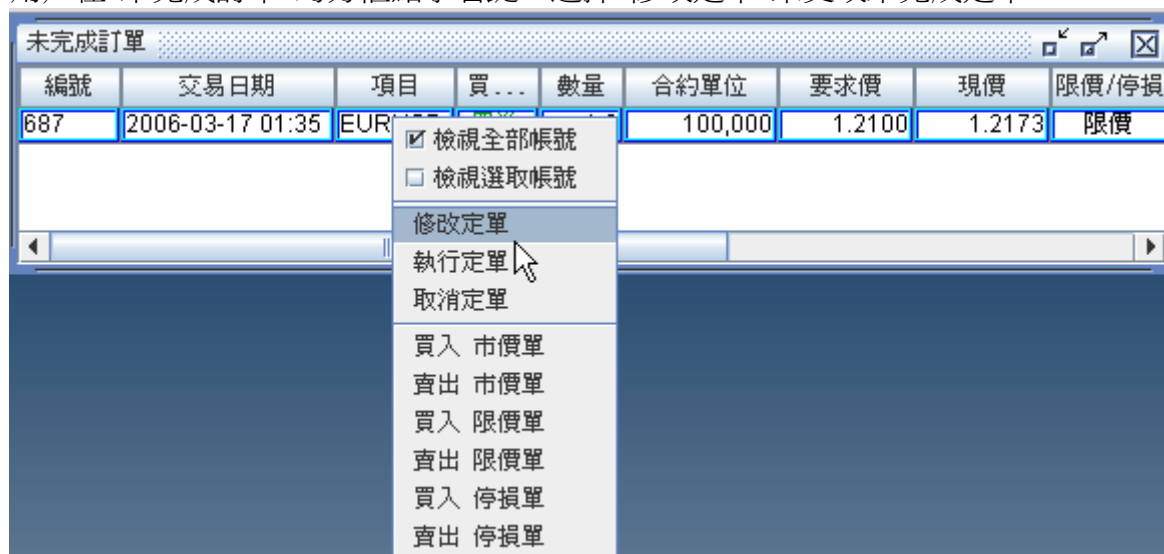 未完成訂單
編號 交易日期 項目 買... 數量 合約單位 要求價 現價 限價/停損
687 2006-03-17 01:35 EUR 100,000 1.2100 1.2173 限價
檢視全部帳號
檢視選取帳號
修改定單
執行定單
取消定單
買入 市價單
賣出 市價單
買入 限價單
賣出 限價單
買入 停損單
賣出 停損單